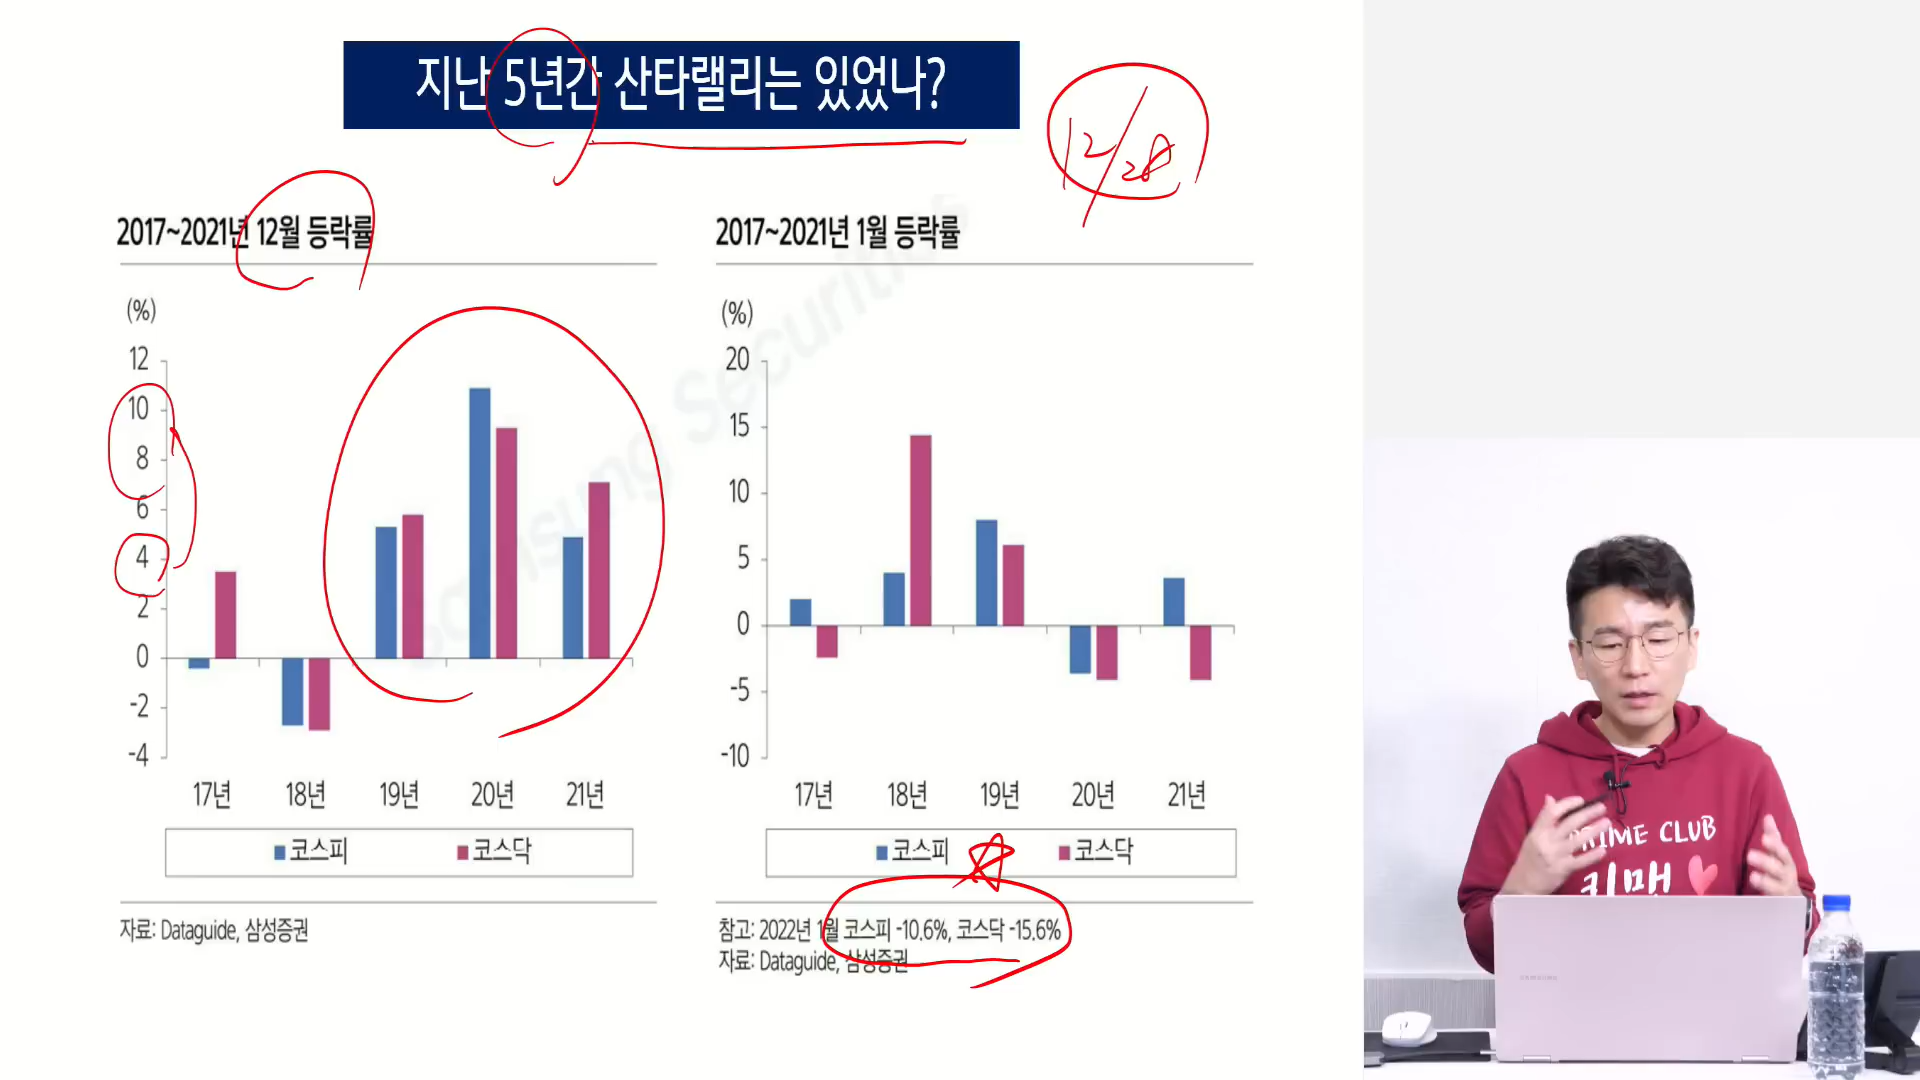 지난 5년간 산타랠리는 있었나?
12/28
2017~2021년 12월 등락률
(%)
12
10
8
6
4
2
0
-2
-4
17년 18년 19년 20년 21년
코스피 코스닥
자료: Dataguide, 삼성증권
2017~2021년 1월 등락률
(%)
20
15
10
5
0
-5
-10
17년 18년 19년 20년 21년
코스피 코스닥
참고: 2022년 1월 코스피 -10.6%, 코스닥 -15.6%
자료: Dataguide, 삼성증권
Samsung Securities
PRIME CLUB
SAMSUNG